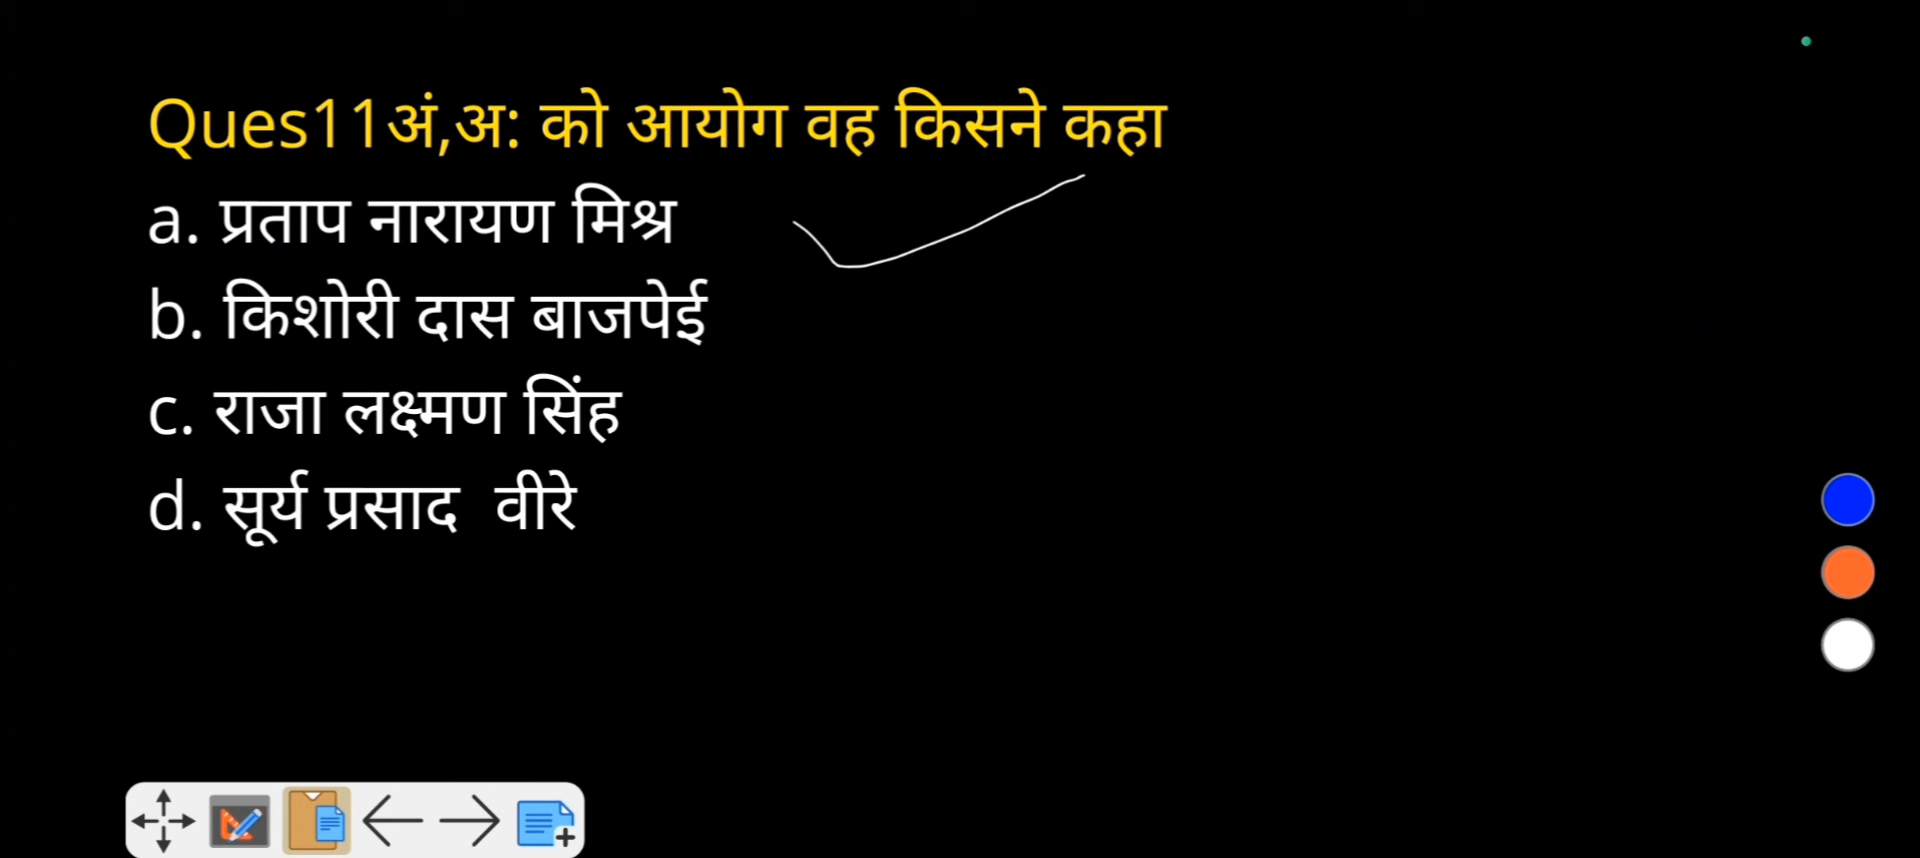 Ques11अं,अ: को आयोग वह किसने कहा
a. प्रताप नारायण मिश्र
b. किशोरी दास बाजपेई
c. राजा लक्ष्मण सिंह
d. सूर्य प्रसाद वीरे